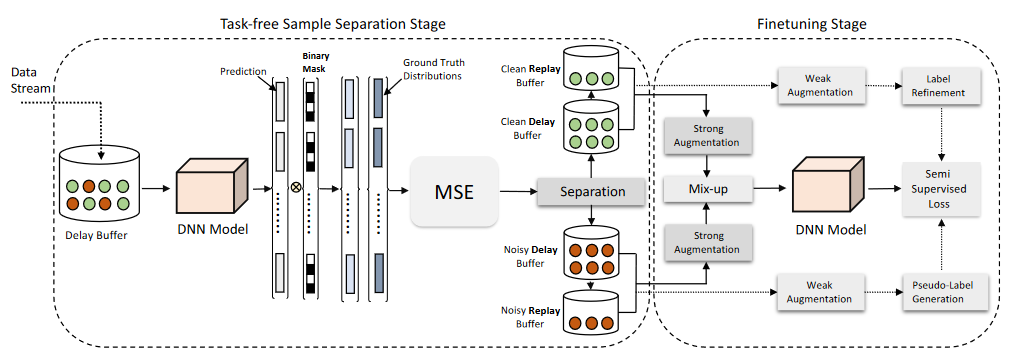 Task-free Sample Separation Stage
Finetuning Stage
Data
Stream
Delay Buffer
DNN Model
Prediction
Binary
Mask
Ground Truth
Distributions
MSE
Separation
Clean Replay
Buffer
Clean Delay
Buffer
Noisy Delay
Buffer
Noisy Replay
Buffer
Weak
Augmentation
Label
Refinement
Strong
Augmentation
Mix-up
Strong
Augmentation
DNN Model
Semi
Supervised
Loss
Weak
Augmentation
Pseudo-Label
Generation